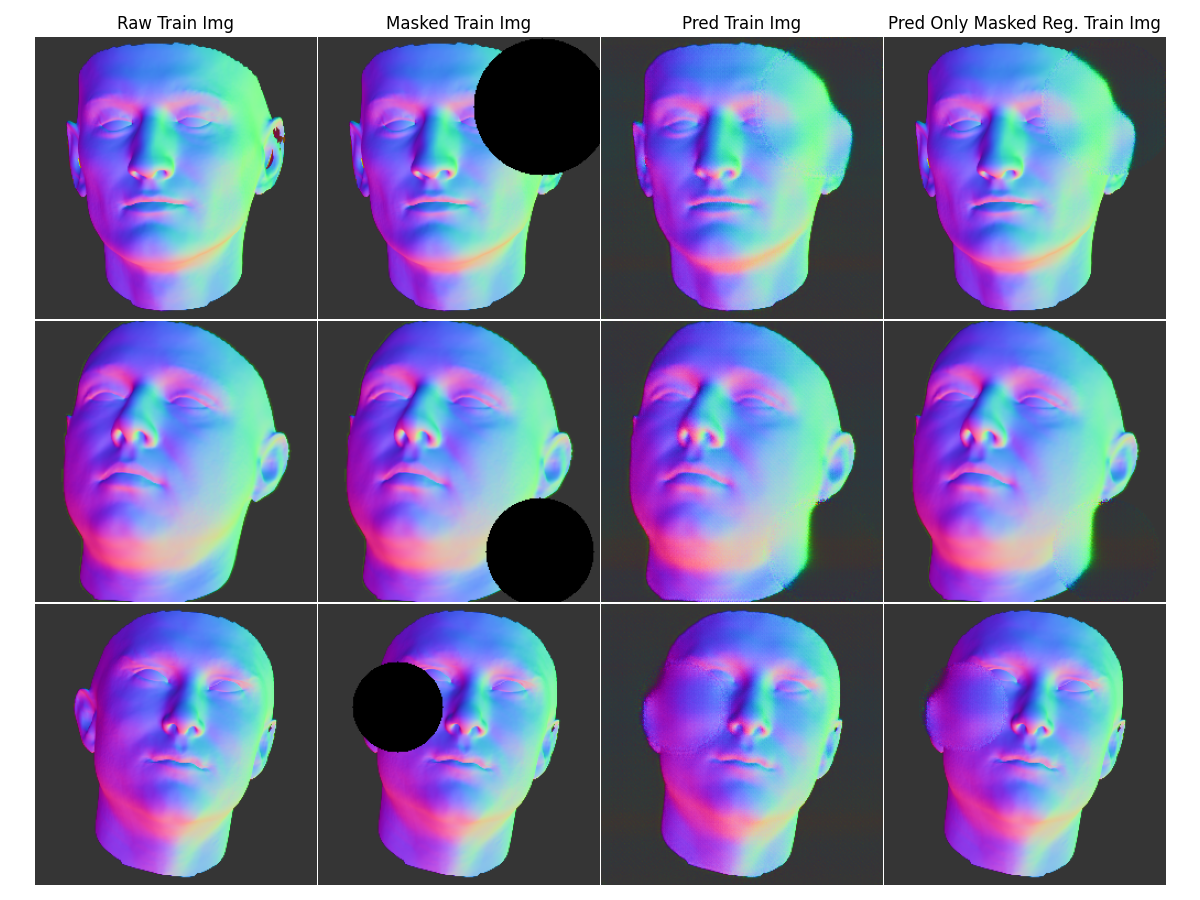 Raw Train Img
Masked Train Img
Pred Train Img
Pred Only Masked Reg. Train Img